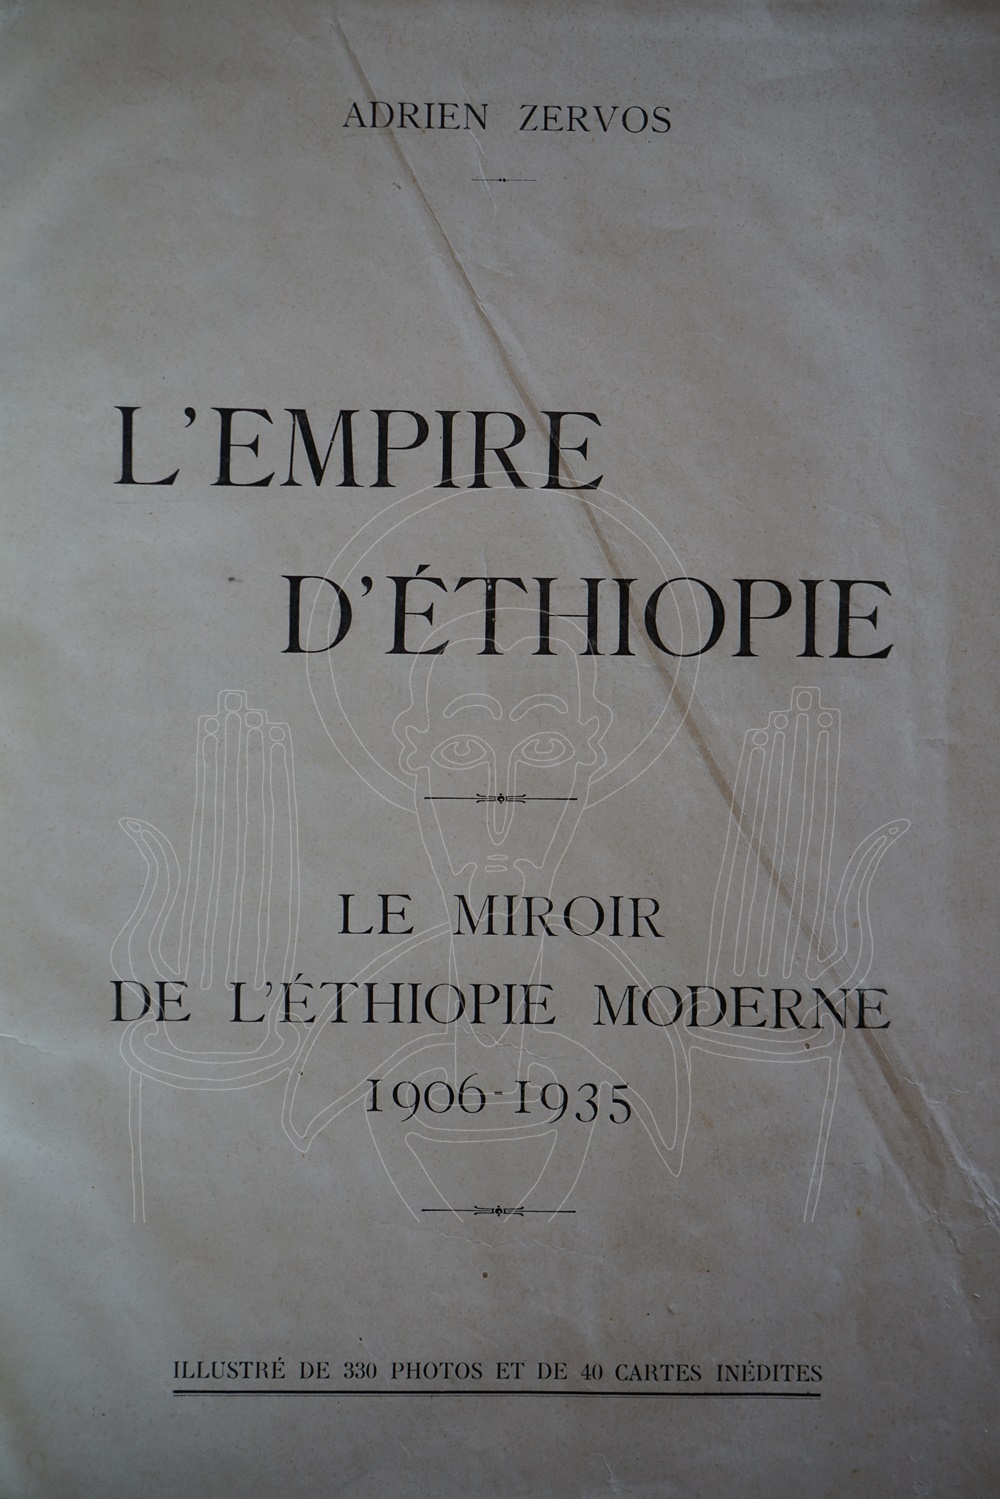 ADRIEN ZERVOS
L'EMPIRE
D'ÉTHIOPIE
LE MIROIR
DE L'ÉTHIOPIE MODERNE
1906-1935
ILLUSTRÉ DE 330 PHOTOS ET DE 40 CARTES INÉDITES